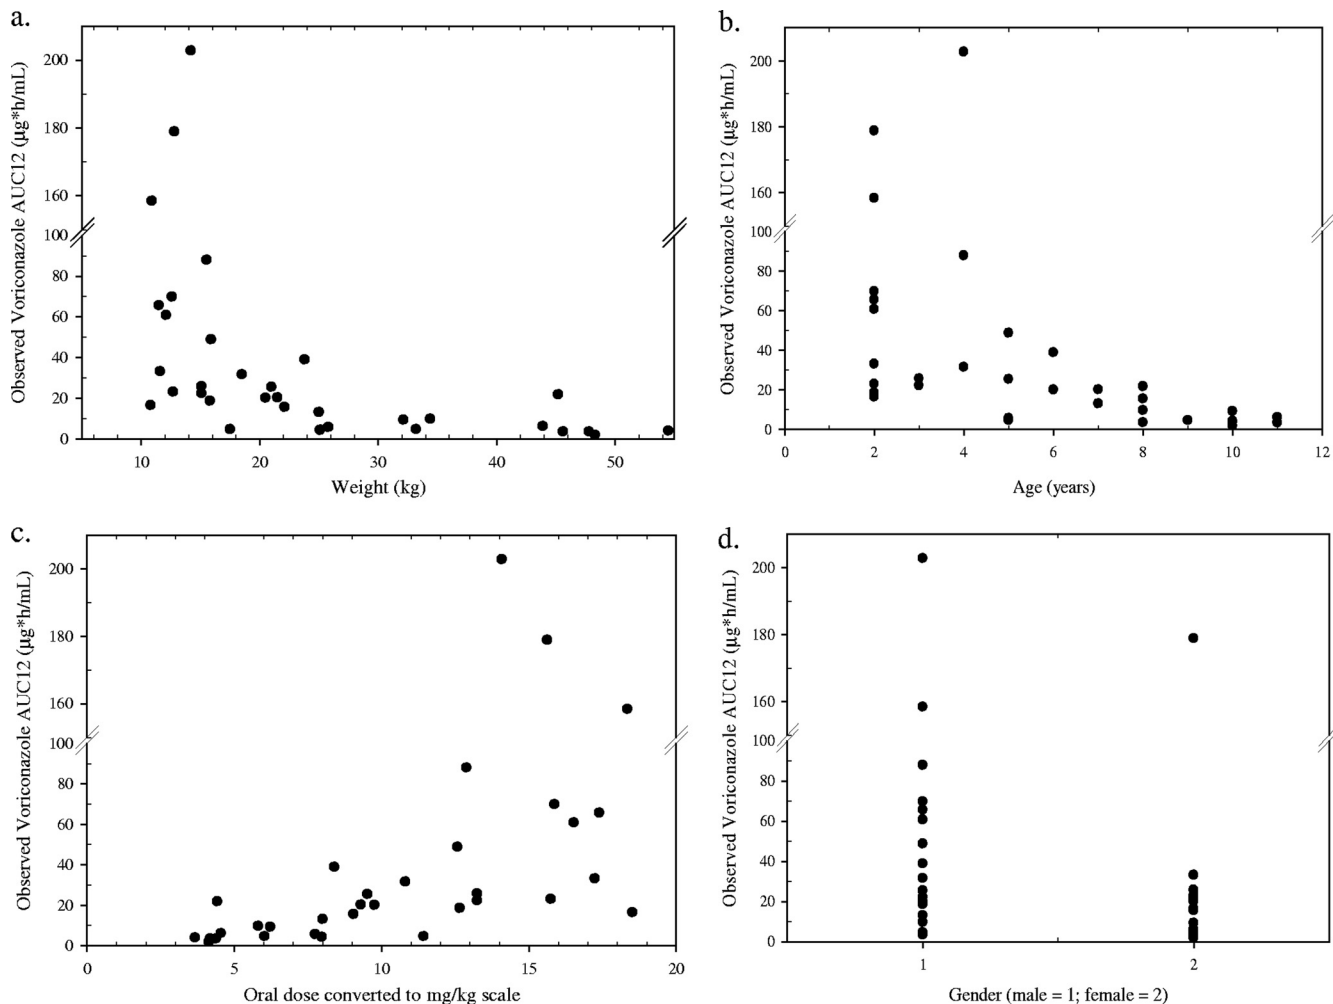 a.
Observed Voriconazole AUC12 (µg*h/mL)
200
180
160
100
80
60
40
20
0
10 20 30 40 50
Weight (kg)
b.
Observed Voriconazole AUC12 (µg*h/mL)
200
180
160
100
80
60
40
20
0
0 2 4 6 8 10 12
Age (years)
c.
Observed Voriconazole AUC12 (µg*h/mL)
200
180
160
100
80
60
40
20
0
0 5 10 15 20
Oral dose converted to mg/kg scale
d.
Observed Voriconazole AUC12 (µg*h/mL)
200
180
160
100
80
60
40
20
0
1 2
Gender (male = 1; female = 2)